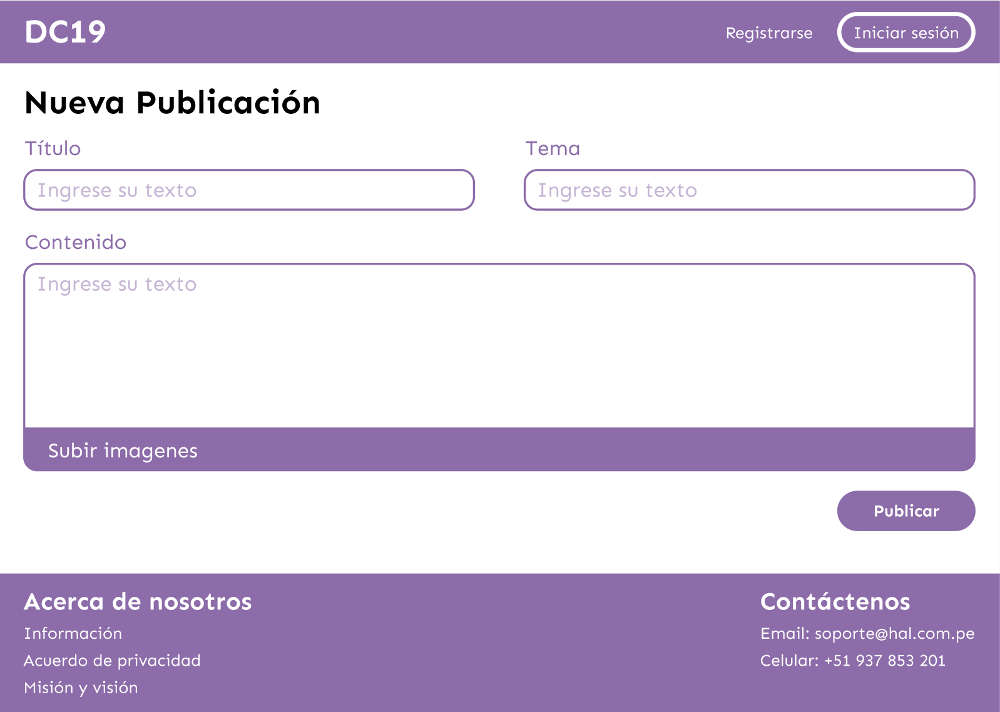 DC19
Registrarse
Iniciar sesión
Nueva Publicación
Título
Tema
Ingrese su texto
Ingrese su texto
Contenido
Ingrese su texto
Subir imagenes
Publicar
Acerca de nosotros
Información
Acuerdo de privacidad
Misión y visión
Contáctenos
Email: soporte@hal.com.pe
Celular: +51 937 853 201